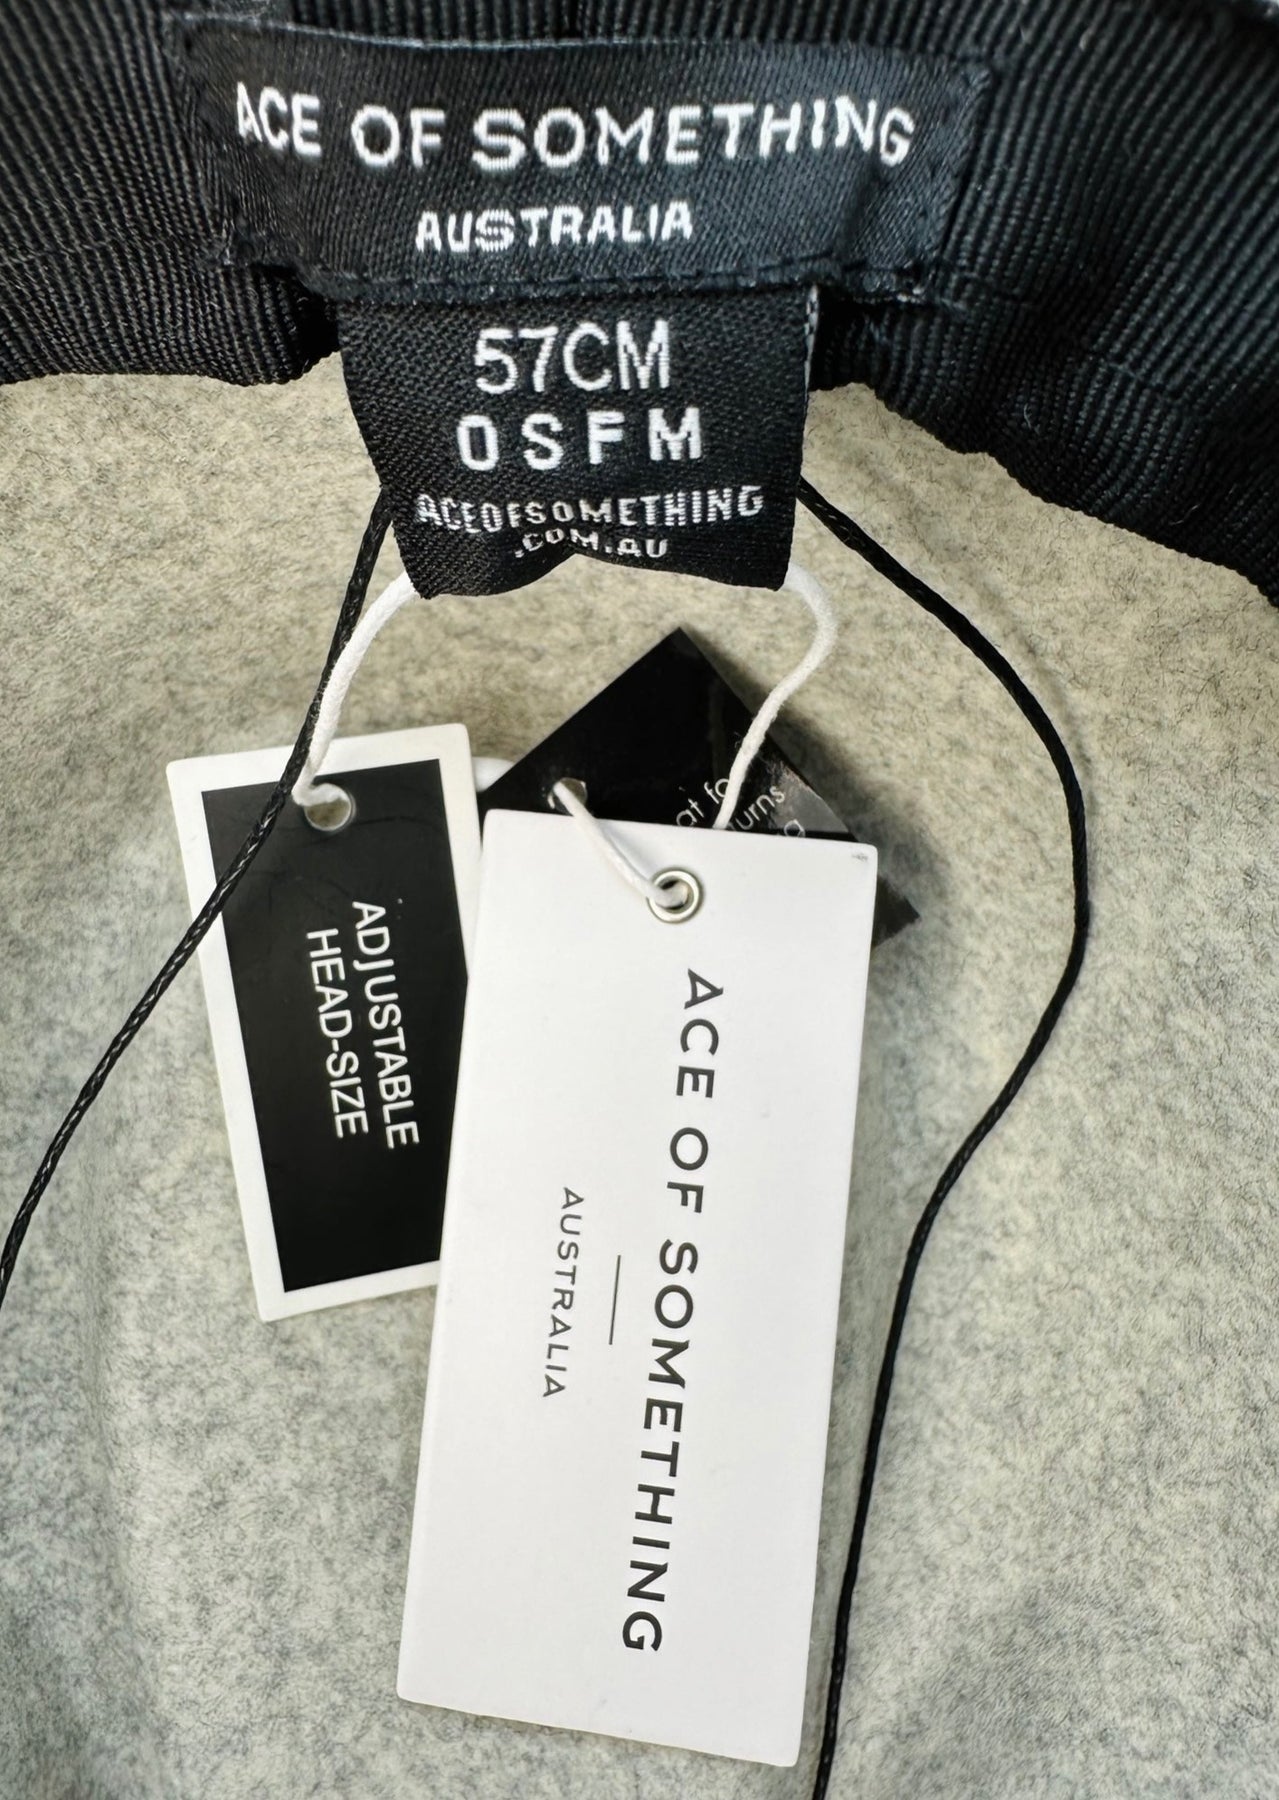 ACE OF SOMETHING
AUSTRALIA
57CM
OSFM
ACEOFSOMETHING
.COM.AU
ADJUSTABLE
HEAD-SIZE
ACE OF SOMETHING
AUSTRALIA